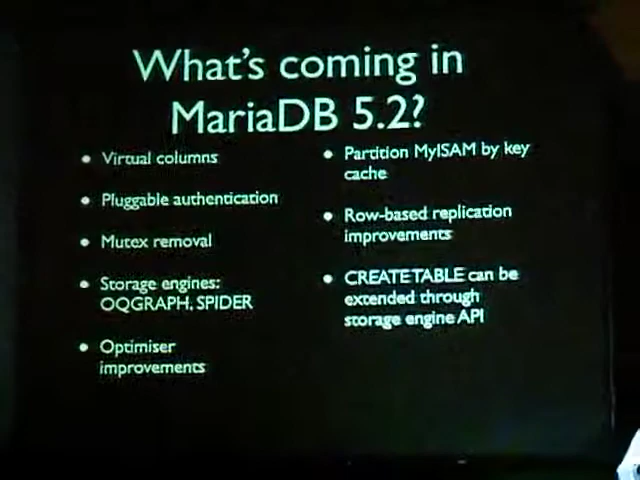 What's coming in
MariaDB 5.2?
• Virtual columns
• Pluggable authentication
• Mutex removal
• Storage engines:
OQGRAPH, SPIDER
• Optimiser
improvements
• Partition MyISAM by key
cache
• Row-based replication
improvements
• CREATE TABLE can be
extended through
storage engine API